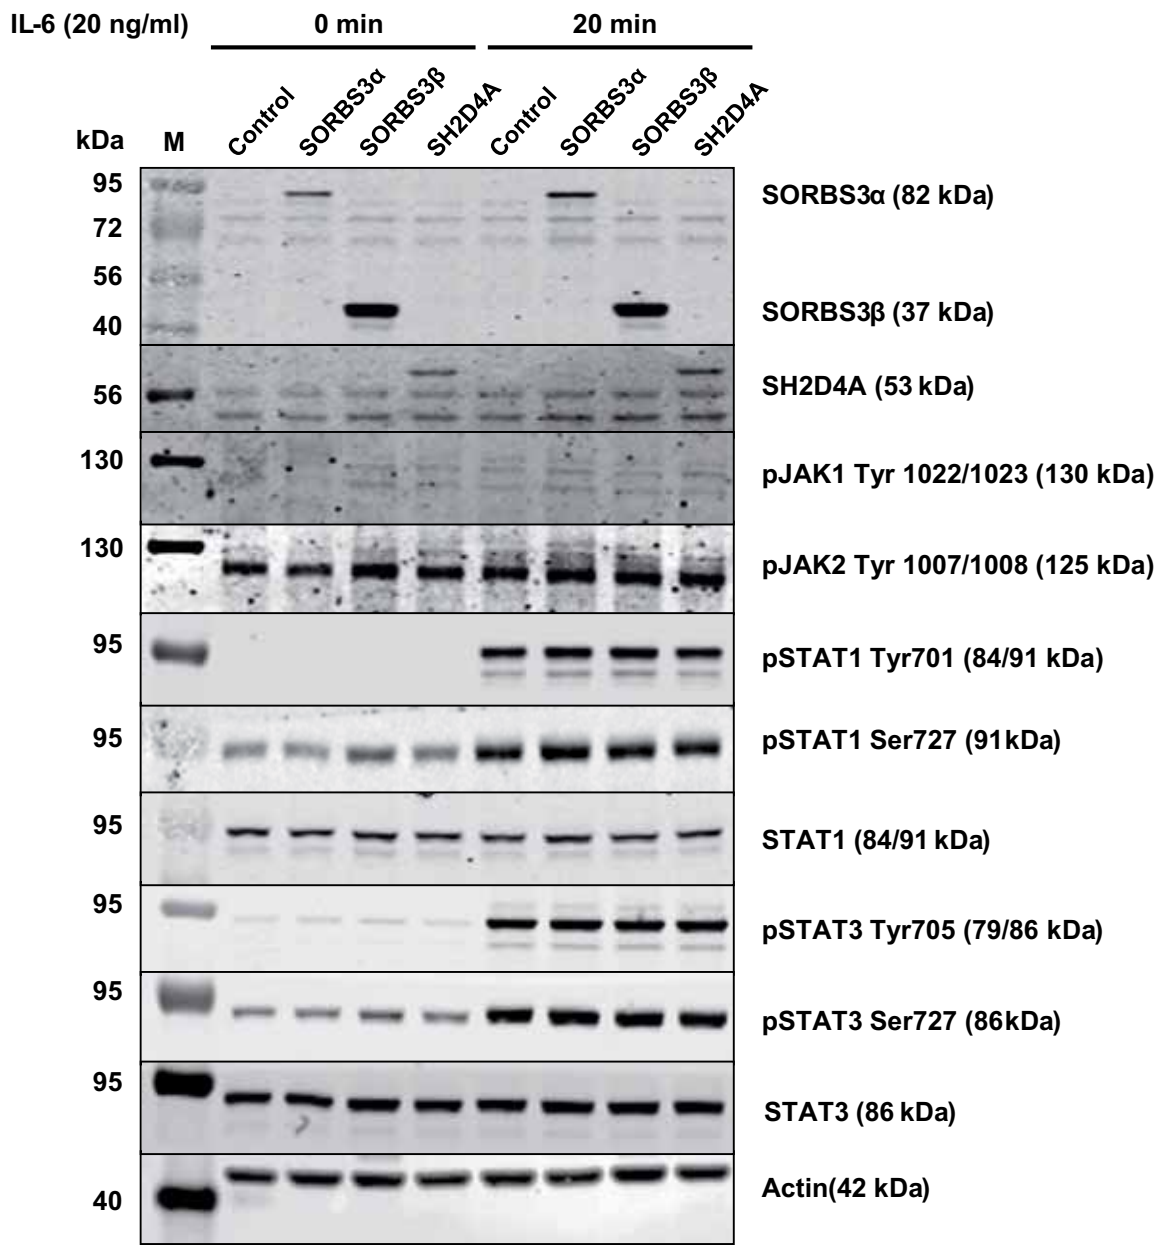 IL-6 (20 ng/ml) 0 min 20 min
Control SORBS3α SORBS3β SH2D4A Control SORBS3α SORBS3β SH2D4A
kDa M
95 SORBS3α (82 kDa)
72
56
40 SORBS3β (37 kDa)
56 SH2D4A (53 kDa)
130 pJAK1 Tyr 1022/1023 (130 kDa)
130 pJAK2 Tyr 1007/1008 (125 kDa)
95 pSTAT1 Tyr701 (84/91 kDa)
95 pSTAT1 Ser727 (91kDa)
95 STAT1 (84/91 kDa)
95 pSTAT3 Tyr705 (79/86 kDa)
95 pSTAT3 Ser727 (86kDa)
95 STAT3 (86 kDa)
40 Actin(42 kDa)